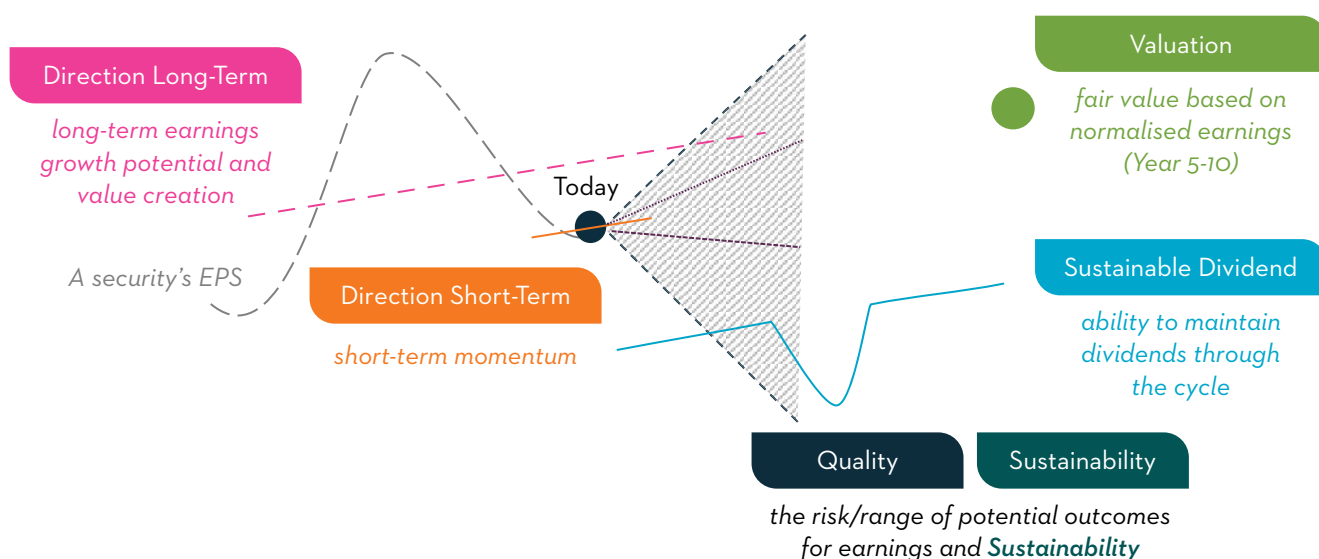 Direction Long-Term
long-term earnings
growth potential and
value creation
A security's EPS
Today
Direction Short-Term
short-term momentum
Valuation
fair value based on
normalised earnings
(Year 5-10)
Sustainable Dividend
ability to maintain
dividends through
the cycle
Quality
Sustainability
the risk/range of potential outcomes
for earnings and Sustainability